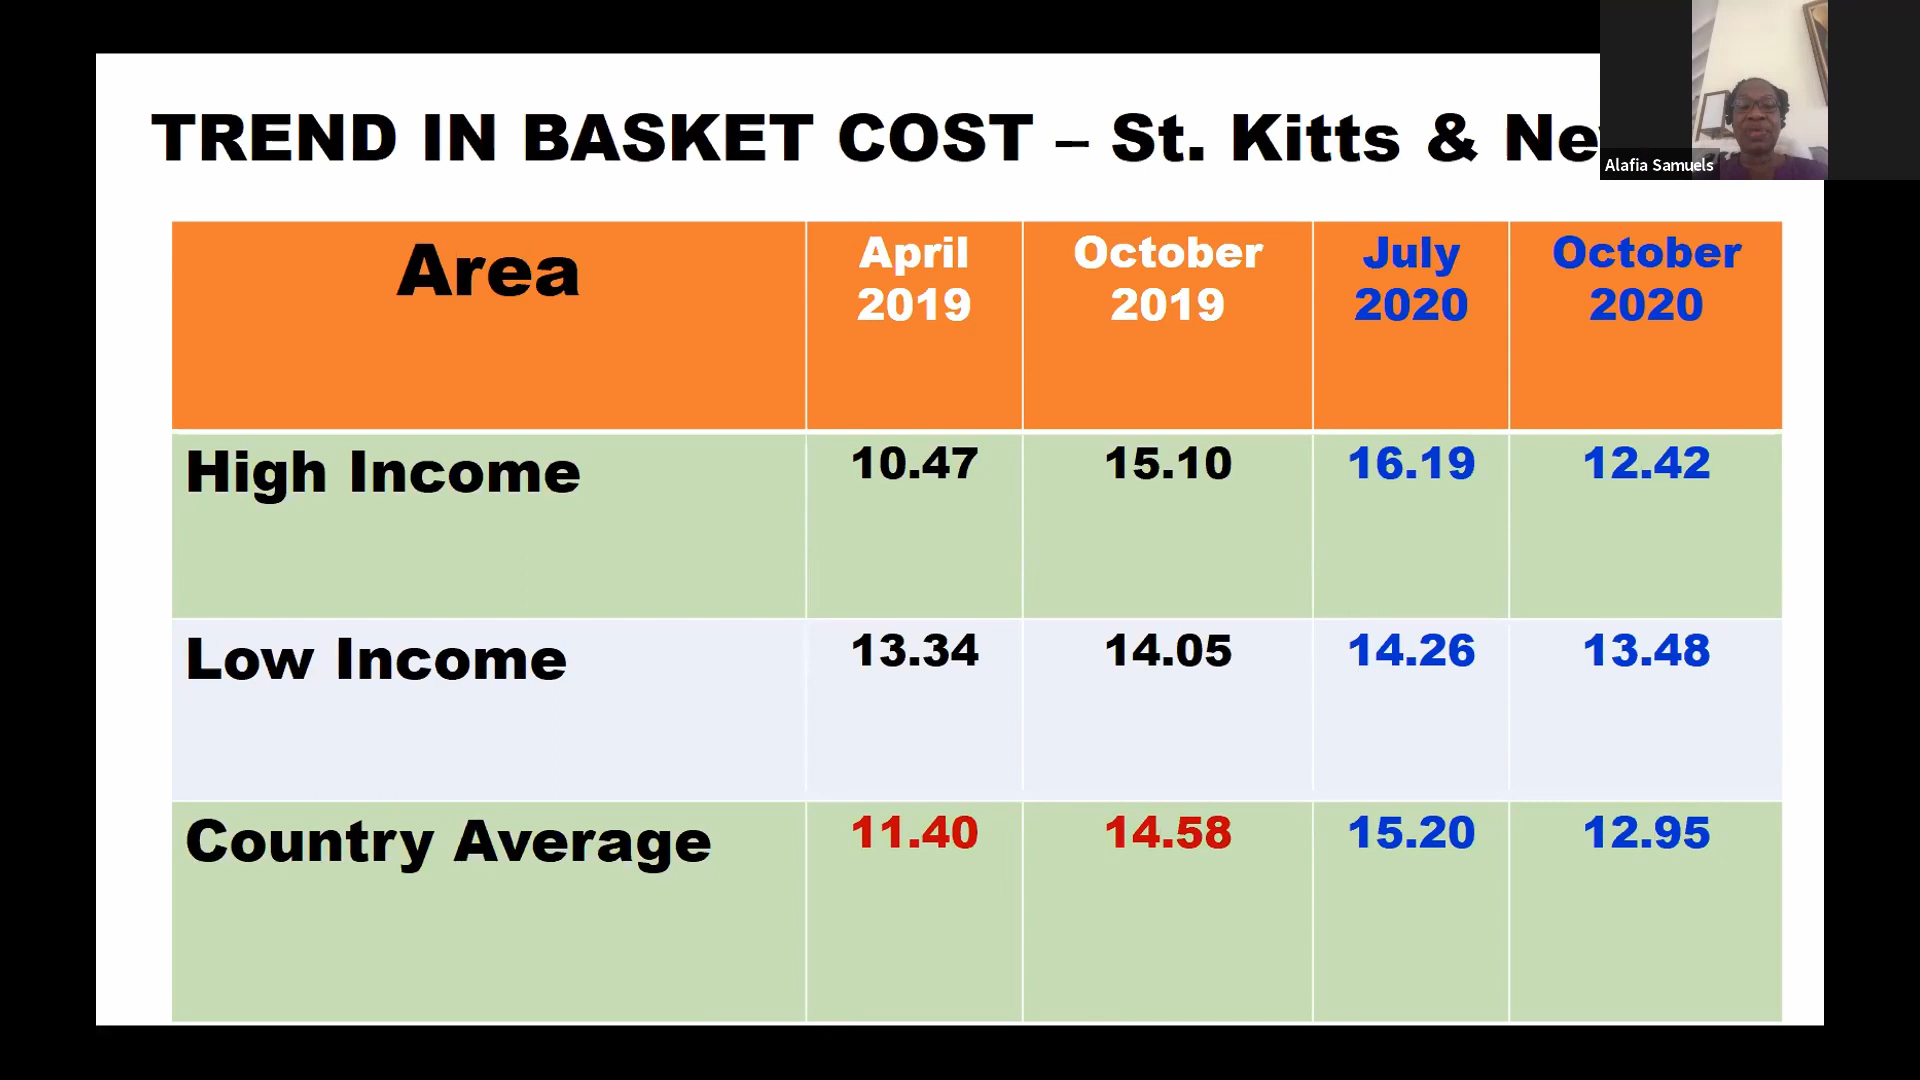 TREND IN BASKET COST – St. Kitts & Ne
Alafia Samuels
Area April 2019 October 2019 July 2020 October 2020
High Income 10.47 15.10 16.19 12.42
Low Income 13.34 14.05 14.26 13.48
Country Average 11.40 14.58 15.20 12.95